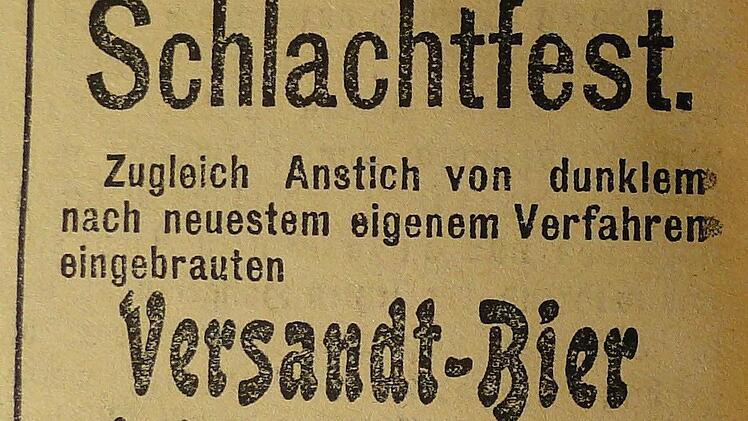 Schlachtfest.
Zugleich Anstich von dunklem
nach neuestem eigenem Verfahren
eingebrauten
Versandt-Bier